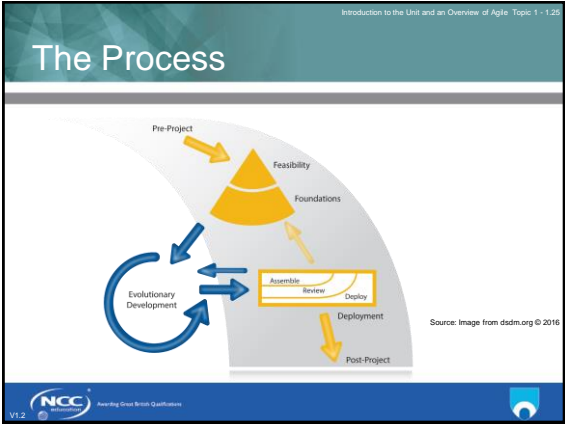 Introduction to the Unit and an Overview of Agile Topic 1 - 1.25
The Process
Pre-Project
Feasibility
Foundations
Assemble
Review
Deploy
Evolutionary
Development
Deployment
Source: Image from dsdm.org © 2016
Post-Project
V1.2
NCC
education
Awarding Great British Qualifications